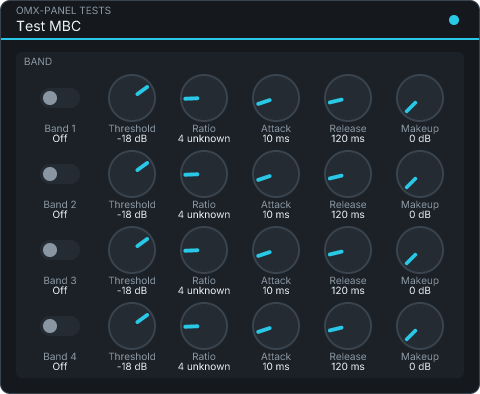 OMX-PANEL TESTS
Test MBC
BAND
Band 1 Threshold Ratio Attack Release Makeup
Off -18 dB 4 unknown 10 ms 120 ms 0 dB
Band 2 Threshold Ratio Attack Release Makeup
Off -18 dB 4 unknown 10 ms 120 ms 0 dB
Band 3 Threshold Ratio Attack Release Makeup
Off -18 dB 4 unknown 10 ms 120 ms 0 dB
Band 4 Threshold Ratio Attack Release Makeup
Off -18 dB 4 unknown 10 ms 120 ms 0 dB